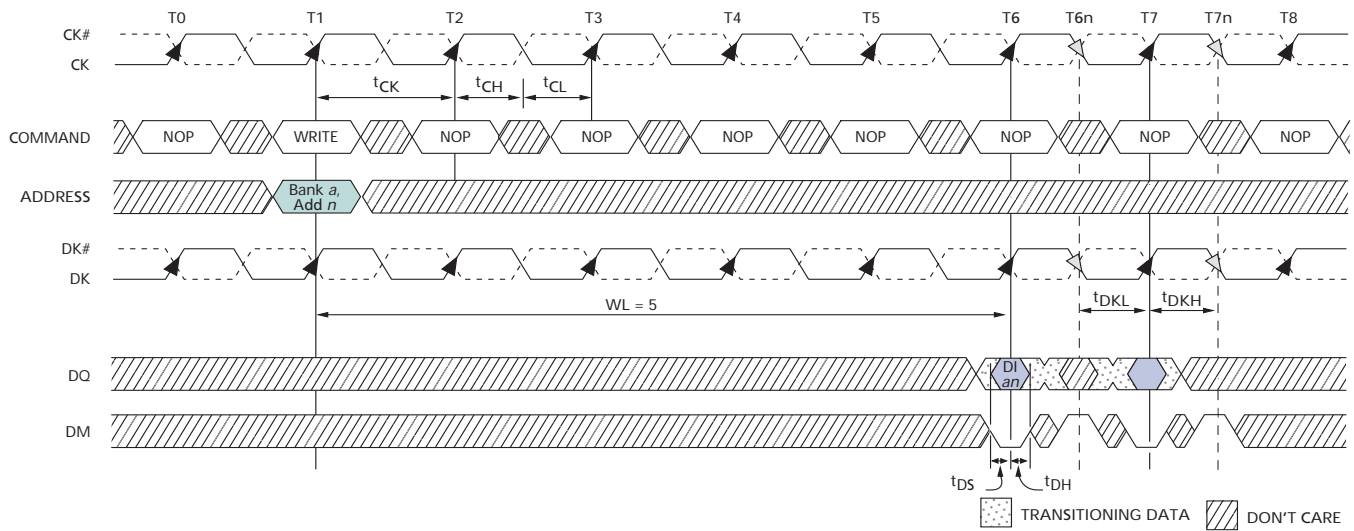 T0 T1 T2 T3 T4 T5 T6 T6n T7 T7n T8
CK#
CK
tCK tCH tCL
COMMAND NOP WRITE NOP NOP NOP NOP NOP NOP NOP
ADDRESS Bank a,
Add n
DK#
DK
WL = 5 tDKL tDKH
DQ DI
an
DM
tDS tDH
TRANSITIONING DATA DON'T CARE